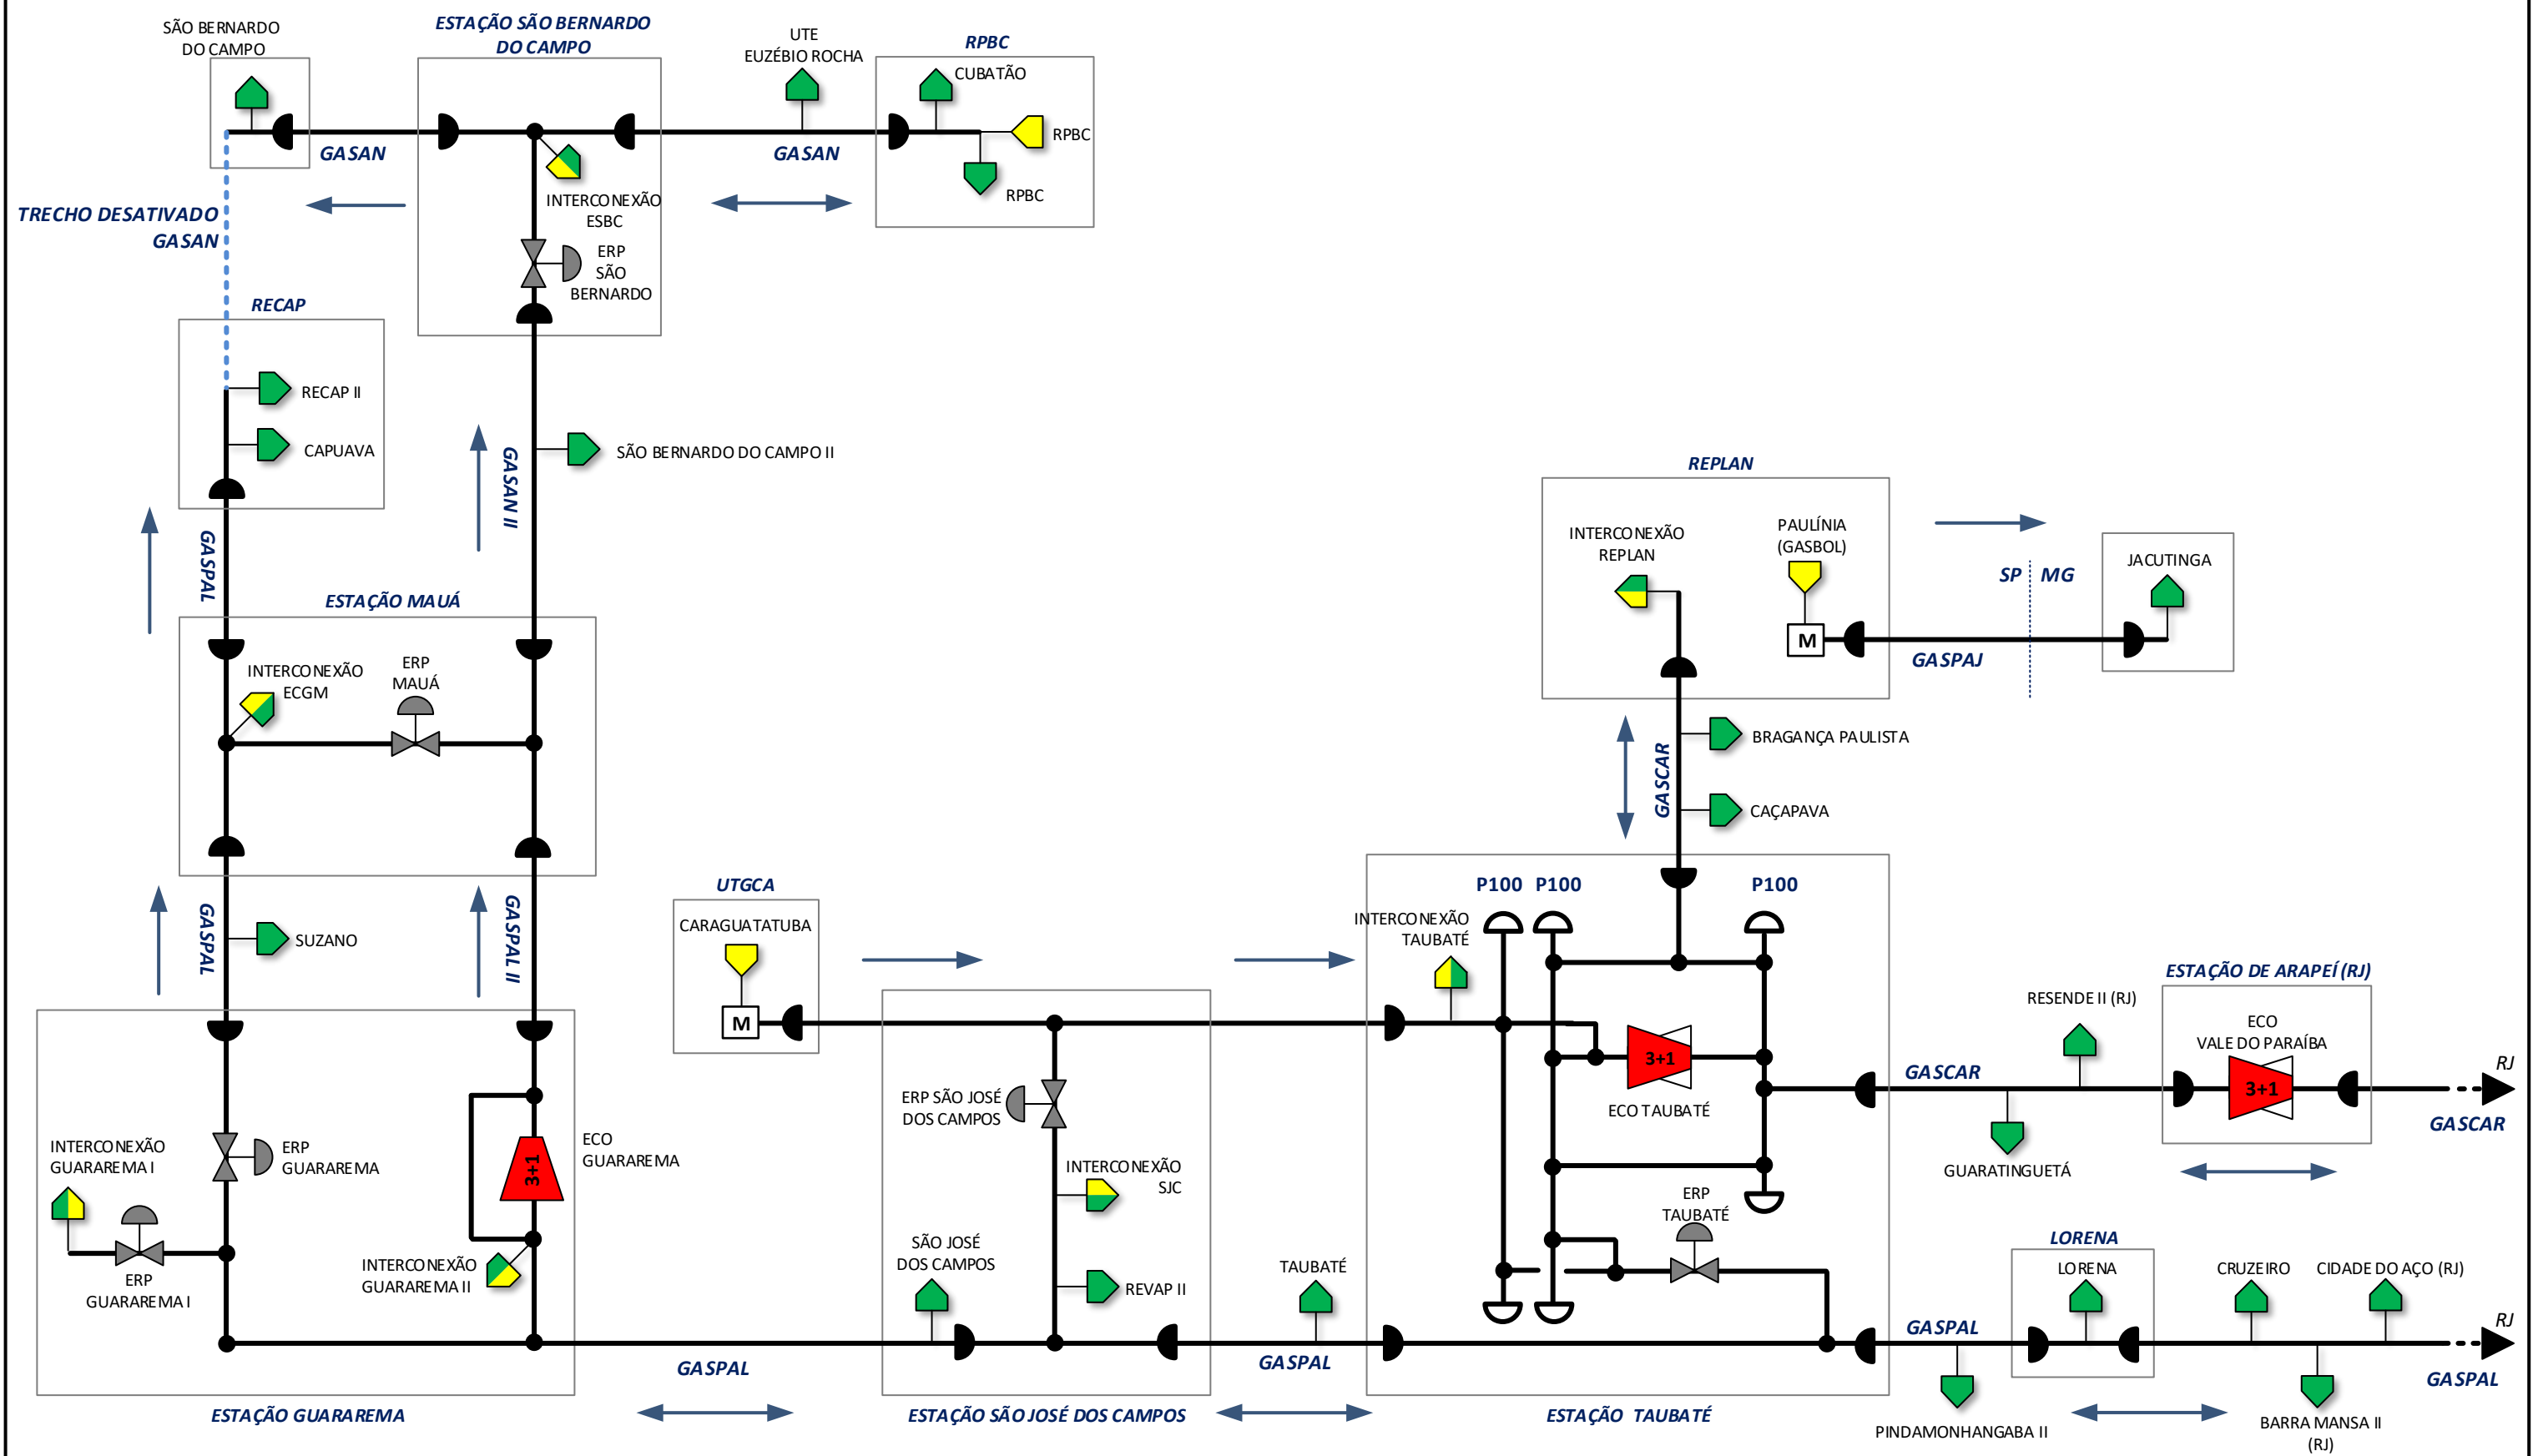 SÃO BERNARDO
DO CAMPO
ESTAÇÃO SÃO BERNARDO
DO CAMPO
UTE
EUZÉBIO ROCHA
RPBC
CUBATÃO
RPBC
RPBC
GASAN
GASAN
INTERCONEXÃO
ESBC
TRECHO DESATIVADO
GASAN
ERP
SÃO
BERNARDO
RECAP
RECAP II
CAPUAVA
GASAN II
SÃO BERNARDO DO CAMPO II
GASPAL
ESTAÇÃO MAUÁ
INTERCONEXÃO
ECGM
ERP
MAUÁ
REPLAN
INTERCONEXÃO
REPLAN
PAULÍNIA
(GASBOL)
M
GASPAJ
SP
MG
JACUTINGA
BRAGANÇA PAULISTA
GASCAR
CAÇAPAVA
GASPAL
SUZANO
GASPAL II
UTGCA
CARAGUATATUBA
M
P100
P100
P100
INTERCONEXÃO
TAUBATÉ
3+1
ECO TAUBATÉ
ERP SÃO JOSÉ
DOS CAMPOS
GASCAR
RESENDE II (RJ)
GUARATINGUETÁ
ESTAÇÃO DE ARAPEÍ (RJ)
ECO
VALE DO PARAÍBA
3+1
RJ
GASCAR
INTERCONEXÃO
GUARAREMA I
ERP
GUARAREMA
ECO
GUARAREMA
3+1
ERP
GUARAREMA I
INTERCONEXÃO
GUARAREMA II
INTERCONEXÃO
SJC
SÃO JOSÉ
DOS CAMPOS
REVAP II
TAUBATÉ
ERP
TAUBATÉ
LORENA
LORENA
CRUZEIRO
CIDADE DO AÇO (RJ)
RJ
GASPAL
GASPAL
GASPAL
GASPAL
ESTAÇÃO GUARAREMA
ESTAÇÃO SÃO JOSÉ DOS CAMPOS
ESTAÇÃO TAUBATÉ
PINDAMONHANGABA II
BARRA MANSA II
(RJ)